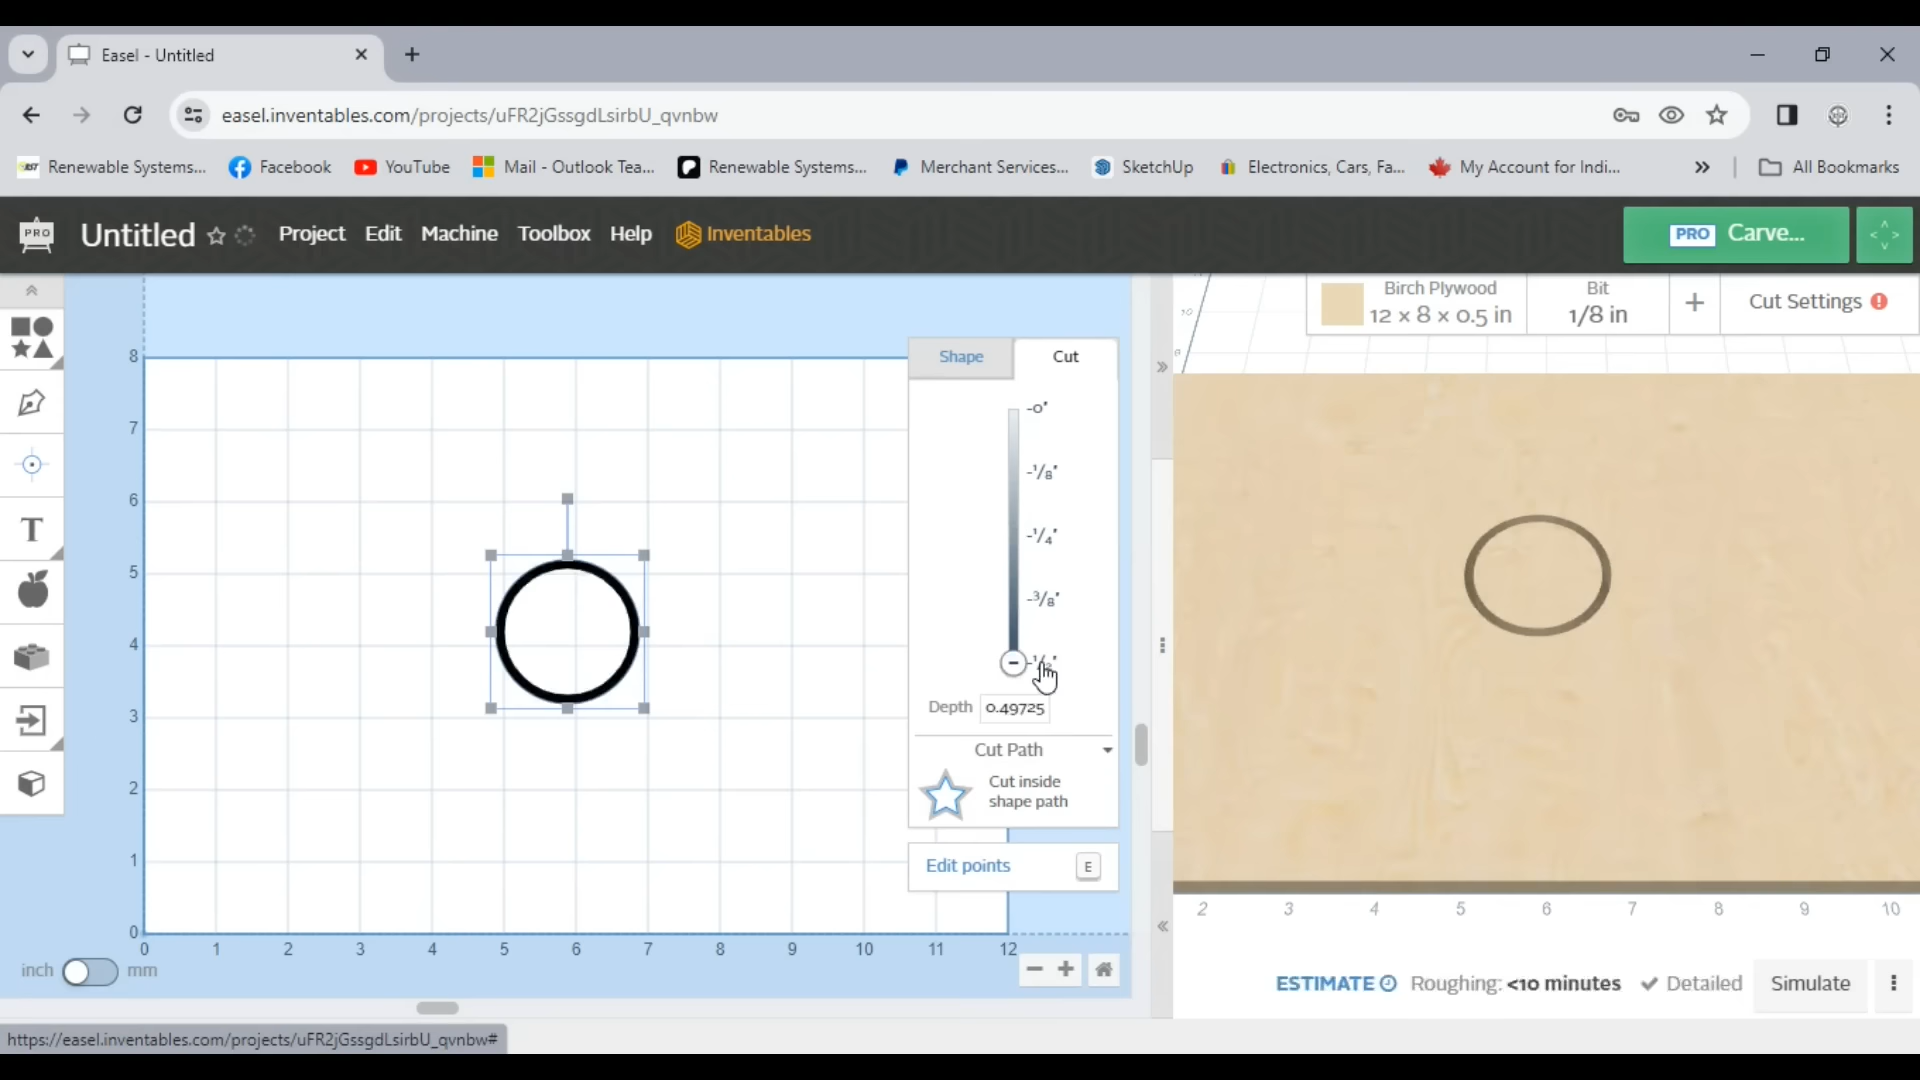 Easel - Untitled
easel.inventables.com/projects/uFR2jGssgdLsirbU_qvnbw
Renewable Systems... Facebook YouTube Mail - Outlook Tea... Renewable Systems... Merchant Services... SketchUp Electronics, Cars, Fa... My Account for Indi... » All Bookmarks
PRO Untitled Project Edit Machine Toolbox Help Inventables PRO Carve...
Birch Plywood
12 × 8 × 0.5 in
Bit
1/8 in
+
Cut Settings
Shape Cut
-0"
-1/8"
-1/4"
-3/8"
-1/2"
Depth 0.49725
Cut Path
Cut inside
shape path
Edit points E
T
8
7
6
5
4
3
2
1
0
0 1 2 3 4 5 6 7 8 9 10 11 12
inch mm
10
2 3 4 5 6 7 8 9 10
ESTIMATE Roughing: <10 minutes Detailed Simulate
https://easel.inventables.com/projects/uFR2jGssgdLsirbU_qvnbw#